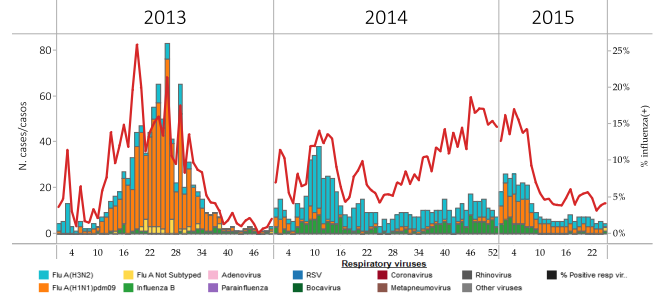 2013 2014 2015
N. cases/casos
80
60
40
20
0
4 10 16 22 28 34 40 46 4 10 16 22 28 34 40 46 52 4 10 16 22
25%
20%
15%
10%
5%
0%
% influenza(+)
Respiratory viruses
Flu A(H3N2) Flu A Not Subtyped Adenovirus RSV Coronavirus Rhinovirus % Positive resp vir..
Flu A(H1N1)pdm09 Influenza B Parainfluenza Bocavirus Metapneumovirus Other viruses